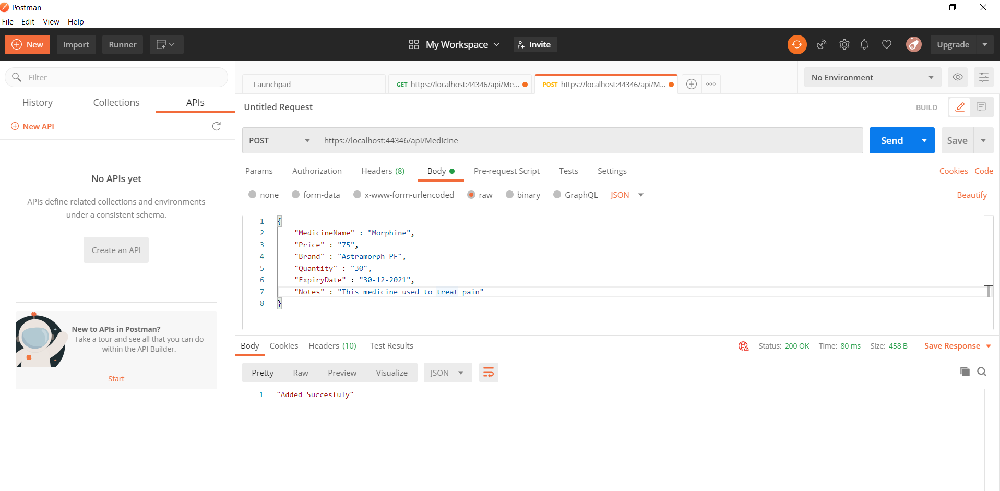 Postman
File Edit View Help
New Import Runner My Workspace Invite Upgrade
Filter
History Collections APIs
New API
No APIs yet
APIs define related collections and environments
under a consistent schema.
Create an API
New to APIs in Postman?
Take a tour and see all that you can do
within the API Builder.
Start
Launchpad GET https://localhost:44346/api/Me... POST https://localhost:44346/api/M... No Environment
Untitled Request BUILD
POST https://localhost:44346/api/Medicine Send Save
Params Authorization Headers (8) Body Pre-request Script Tests Settings Cookies Code
none form-data x-www-form-urlencoded raw binary GraphQL JSON Beautify
1 {
2 "MedicineName" : "Morphine",
3 "Price" : "75",
4 "Brand" : "Astramorph PF",
5 "Quantity" : "30",
6 "ExpiryDate" : "30-12-2021",
7 "Notes" : "This medicine used to treat pain"
8 }
Body Cookies Headers (10) Test Results Status: 200 OK Time: 80 ms Size: 458 B Save Response
Pretty Raw Preview Visualize JSON
1 "Added Succesfuly"